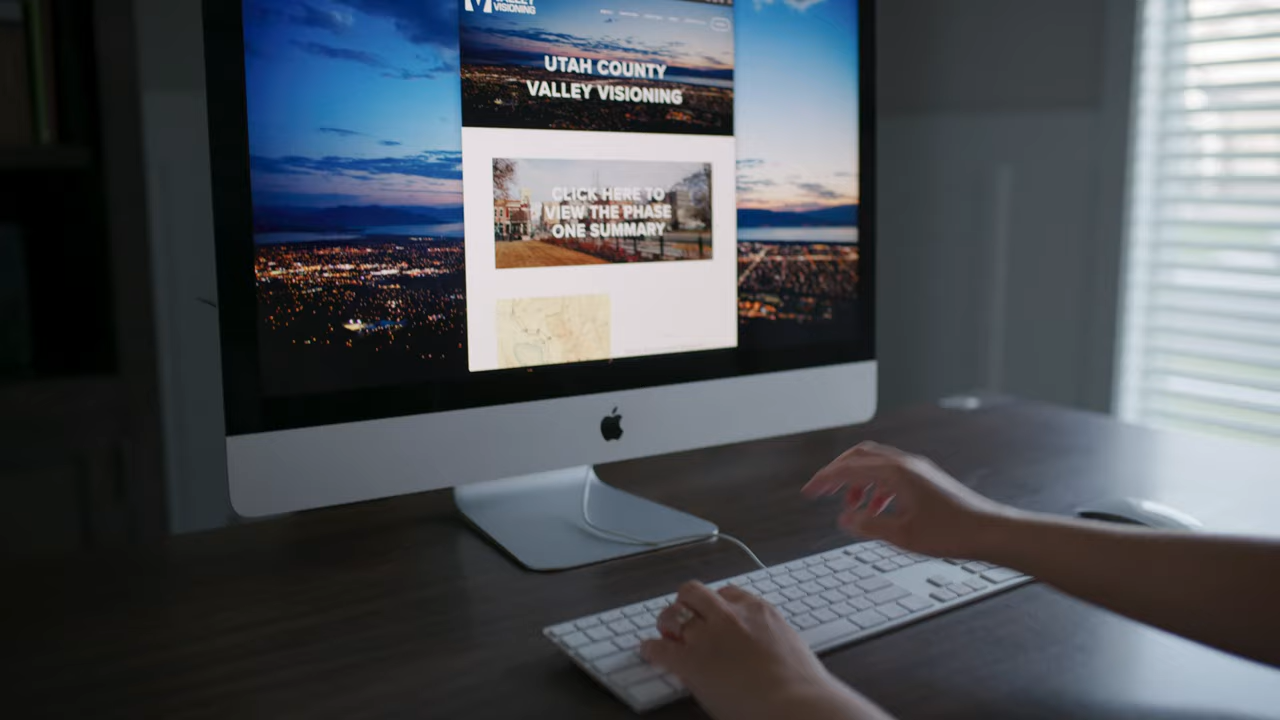 VALLEY
VISIONING
UTAH COUNTY
VALLEY VISIONING
CLICK HERE TO
VIEW THE PHASE
ONE SUMMARY